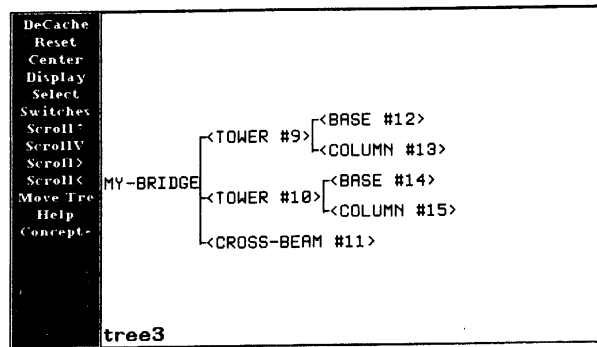 DeCache
Reset
Center
Display
Select
Switches
Scroll^
ScrollV
Scroll>
Scroll<
Move Tre
Help
Concept-
<BASE #12>
<TOWER #9>
<COLUMN #13>
MY-BRIDGE
<BASE #14>
<TOWER #10>
<COLUMN #15>
<CROSS-BEAM #11>
tree3